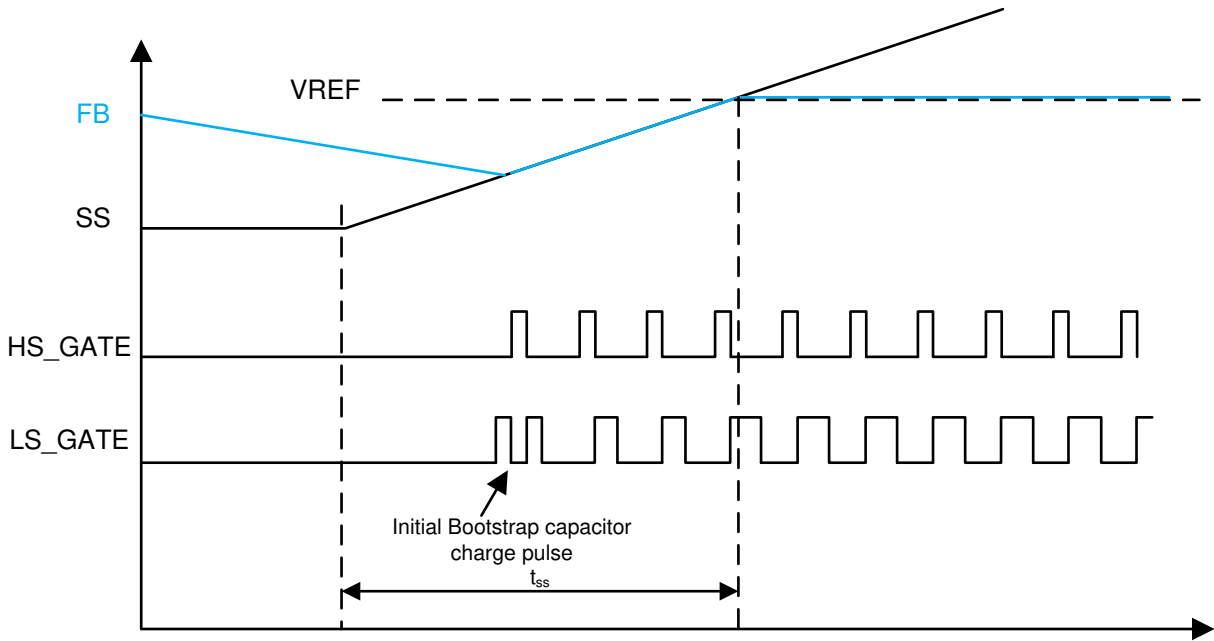 VREF
FB
SS
HS_GATE
LS_GATE
Initial Bootstrap capacitor
charge pulse
tss